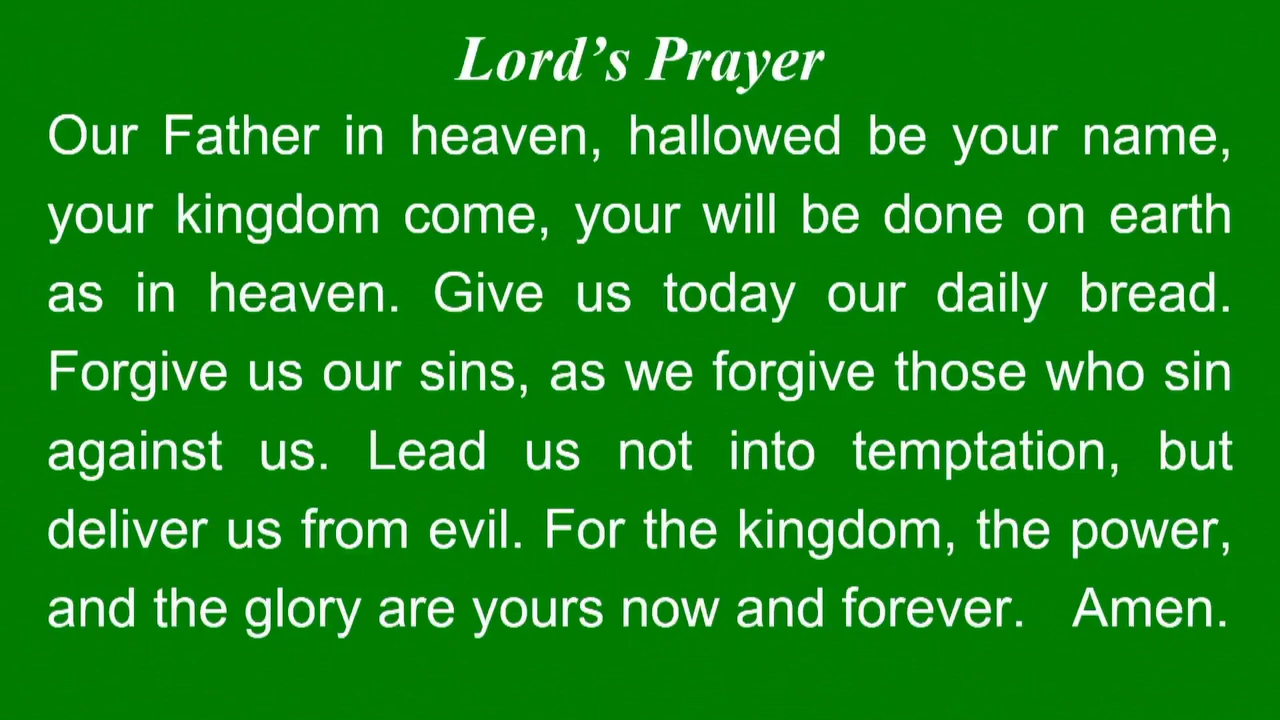 Lord’s Prayer
Our Father in heaven, hallowed be your name,
your kingdom come, your will be done on earth
as in heaven. Give us today our daily bread.
Forgive us our sins, as we forgive those who sin
against us. Lead us not into temptation, but
deliver us from evil. For the kingdom, the power,
and the glory are yours now and forever. Amen.